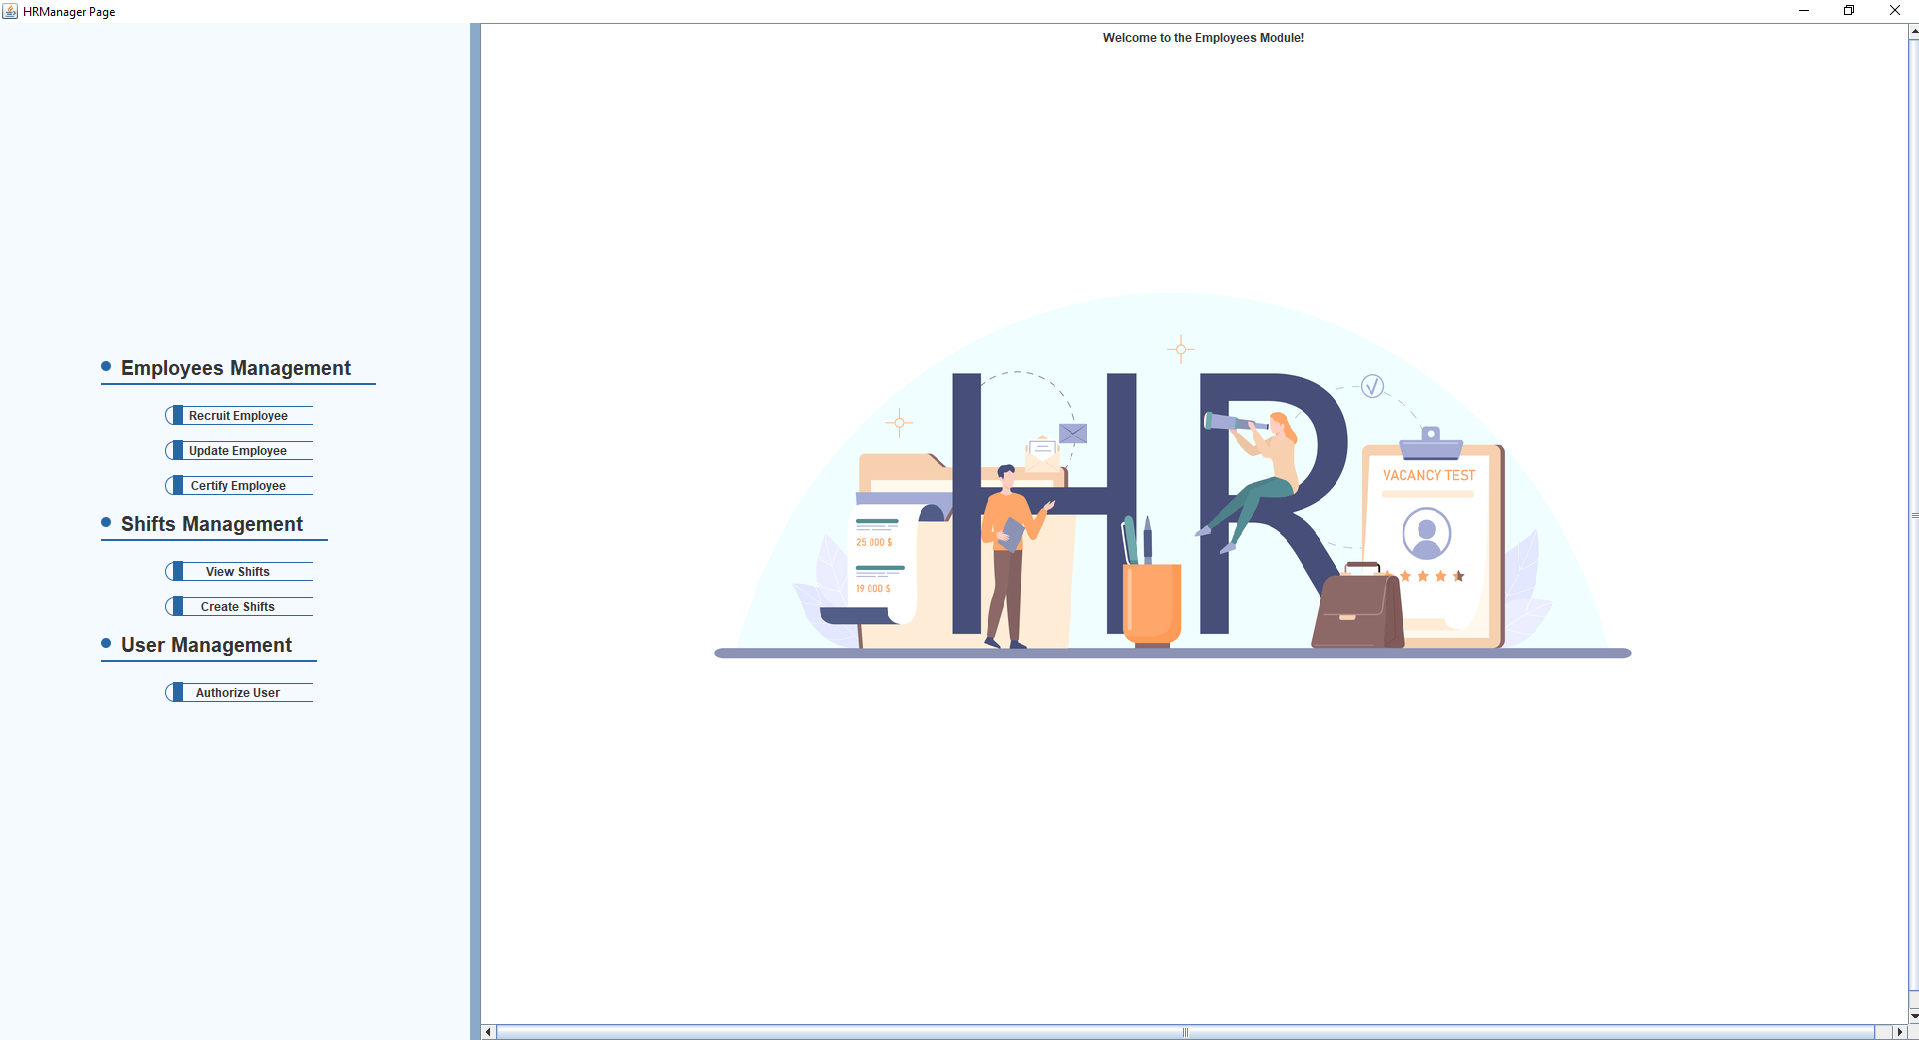 HRManager Page
Welcome to the Employees Module!
Employees Management
Recruit Employee
Update Employee
Certify Employee
Shifts Management
View Shifts
Create Shifts
User Management
Authorize User
HR
VACANCY TEST
25 000 $
19 000 $